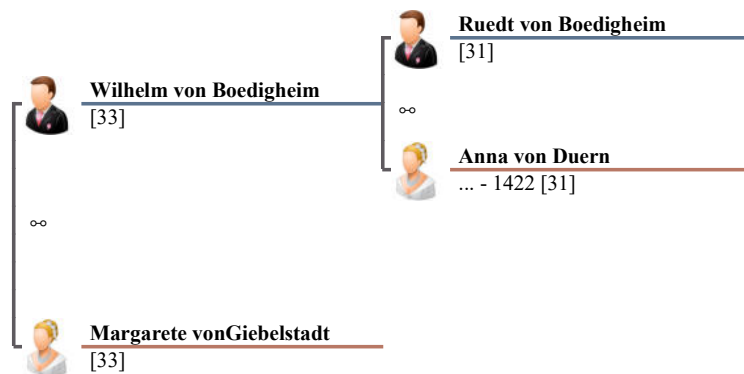 Ruedt von Boedigheim
[31]
Wilhelm von Boedigheim
[33]
Anna von Duern
... - 1422 [31]
Margarete vonGiebelstadt
[33]